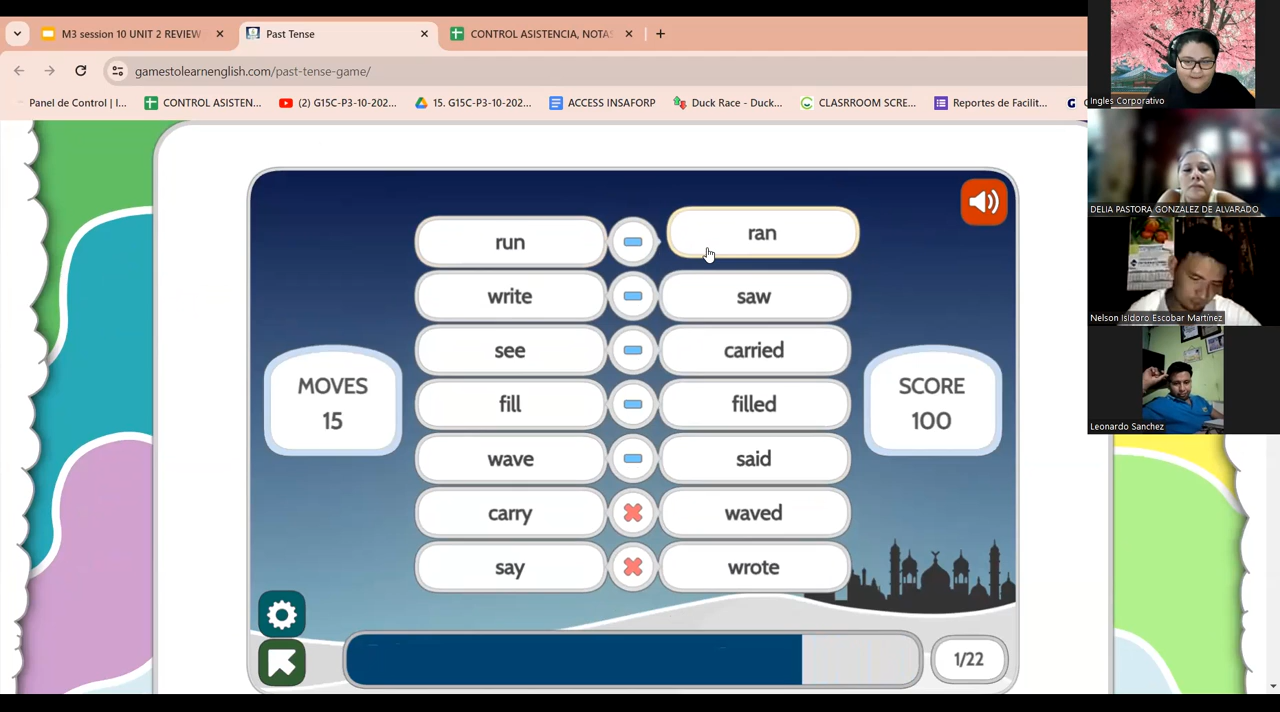 M3 session 10 UNIT 2 REVIEW
Past Tense
CONTROL ASISTENCIA, NOTAS
gamestolearnenglish.com/past-tense-game/
Panel de Control | I...
CONTROL ASISTEN...
(2) G15C-P3-10-202...
15. G15C-P3-10-202...
ACCESS INSAFORP
Duck Race - Duck...
CLASRROOM SCRE...
Reportes de Facilit...
Ingles Corporativo
DELIA PASTORA GONZALEZ DE ALVARADO
Nelson Isidoro Escobar Martinez
Leonardo Sanchez
run ran
write saw
see carried
fill filled
wave said
carry waved
say wrote
MOVES
15
SCORE
100
1/22